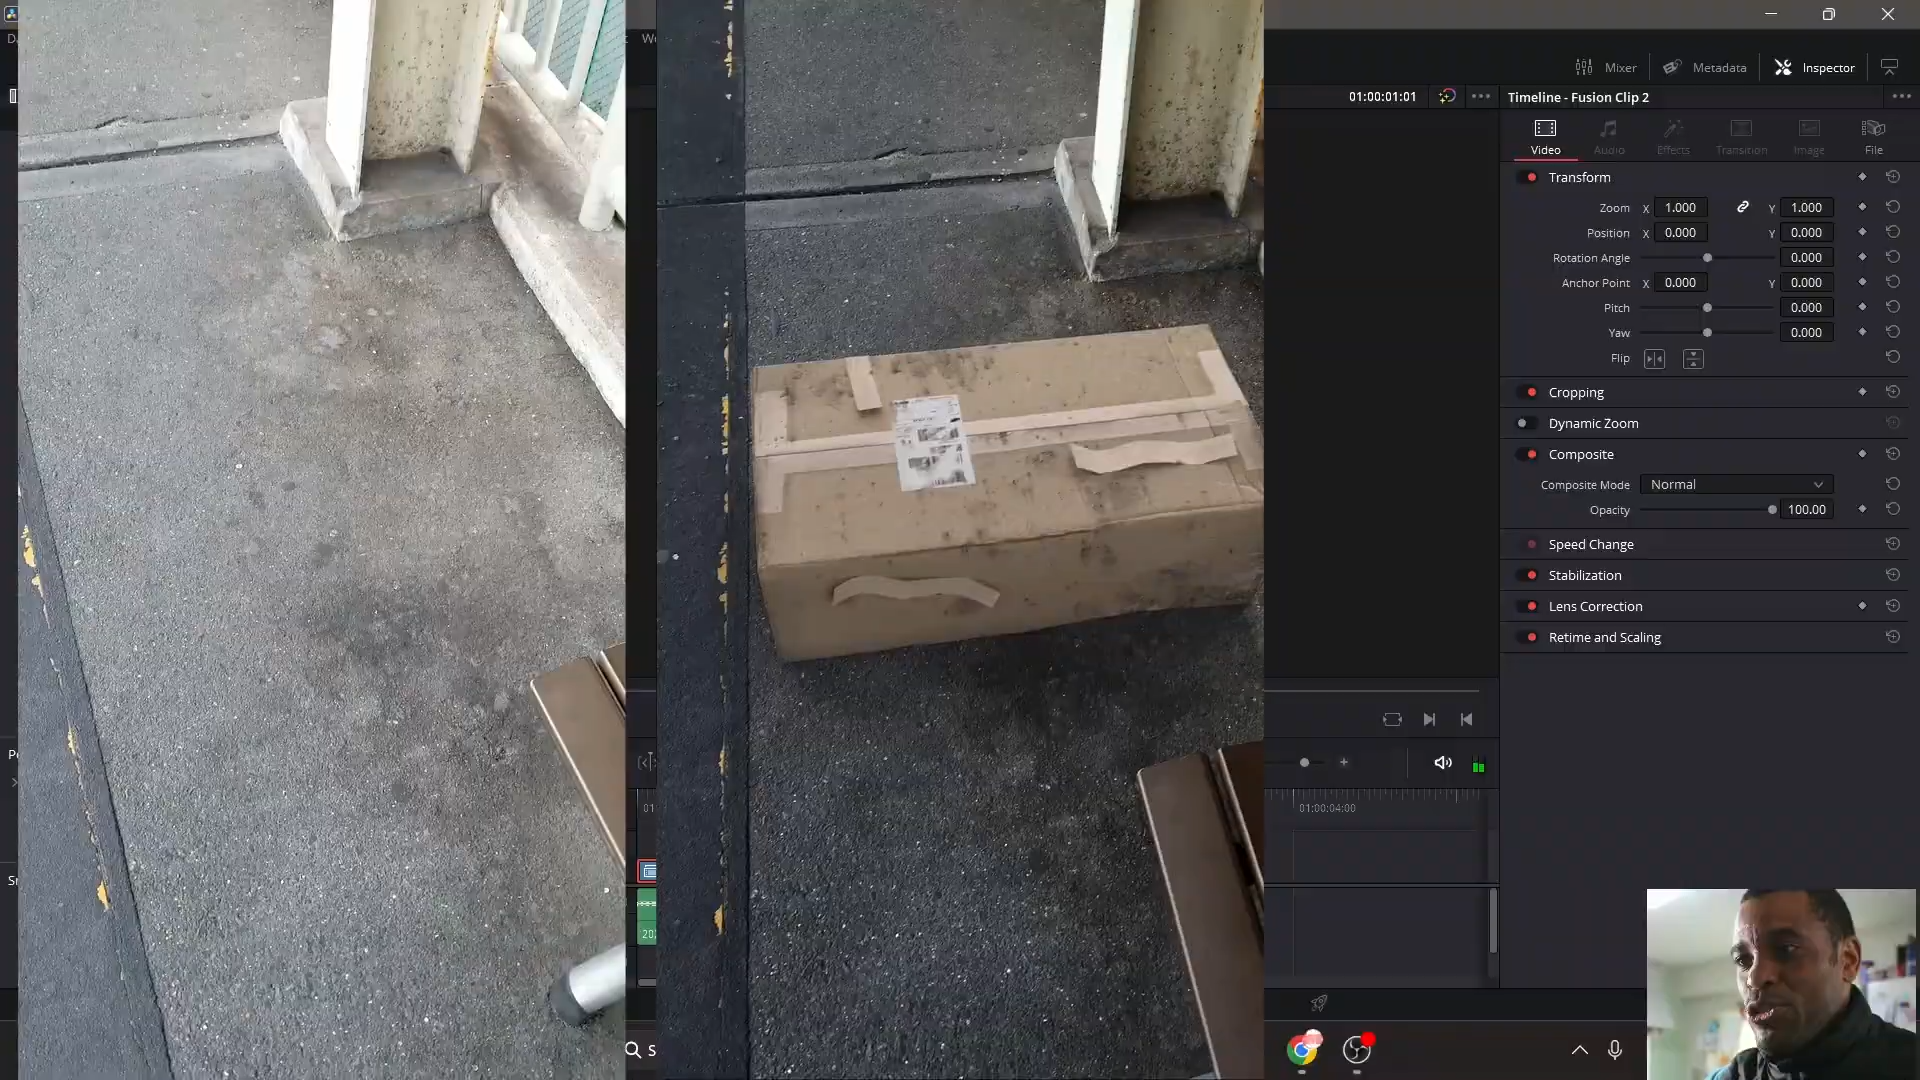 We
Mixer
Metadata
Inspector
01:00:01:01
Timeline - Fusion Clip 2
Video
Audio
Effects
Transition
Image
File
Transform
Zoom X 1.000 Y 1.000
Position X 0.000 Y 0.000
Rotation Angle 0.000
Anchor Point X 0.000 Y 0.000
Pitch 0.000
Yaw 0.000
Flip
Cropping
Dynamic Zoom
Composite
Composite Mode Normal
Opacity 100.00
Speed Change
Stabilization
Lens Correction
Retime and Scaling
01:00:04:00